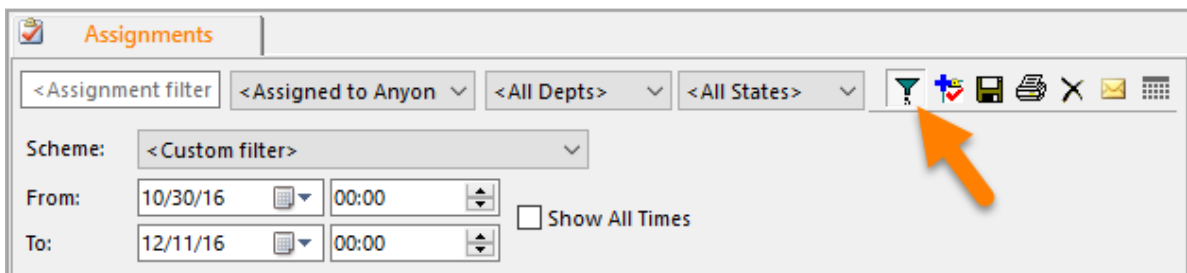 Assignments
<Assignment filter <Assigned to Anyon <All Depts> <All States>
Scheme: <Custom filter>
From: 10/30/16 00:00
Show All Times
To: 12/11/16 00:00